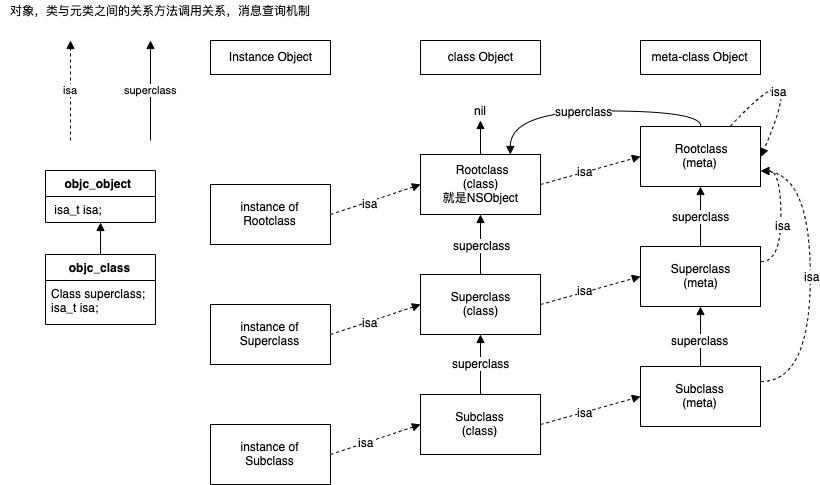 对象，类与元类之间的关系方法调用关系，消息查询机制
isa
superclass
Instance Object
class Object
meta-class Object
objc_object
isa_t isa;
objc_class
Class superclass;
isa_t isa;
nil
superclass
isa
Rootclass
(meta)
Rootclass
(class)
就是NSObject
isa
instance of
Rootclass
isa
superclass
superclass
isa
isa
Superclass
(meta)
Superclass
(class)
isa
instance of
Superclass
isa
superclass
superclass
Subclass
(meta)
Subclass
(class)
isa
instance of
Subclass
isa